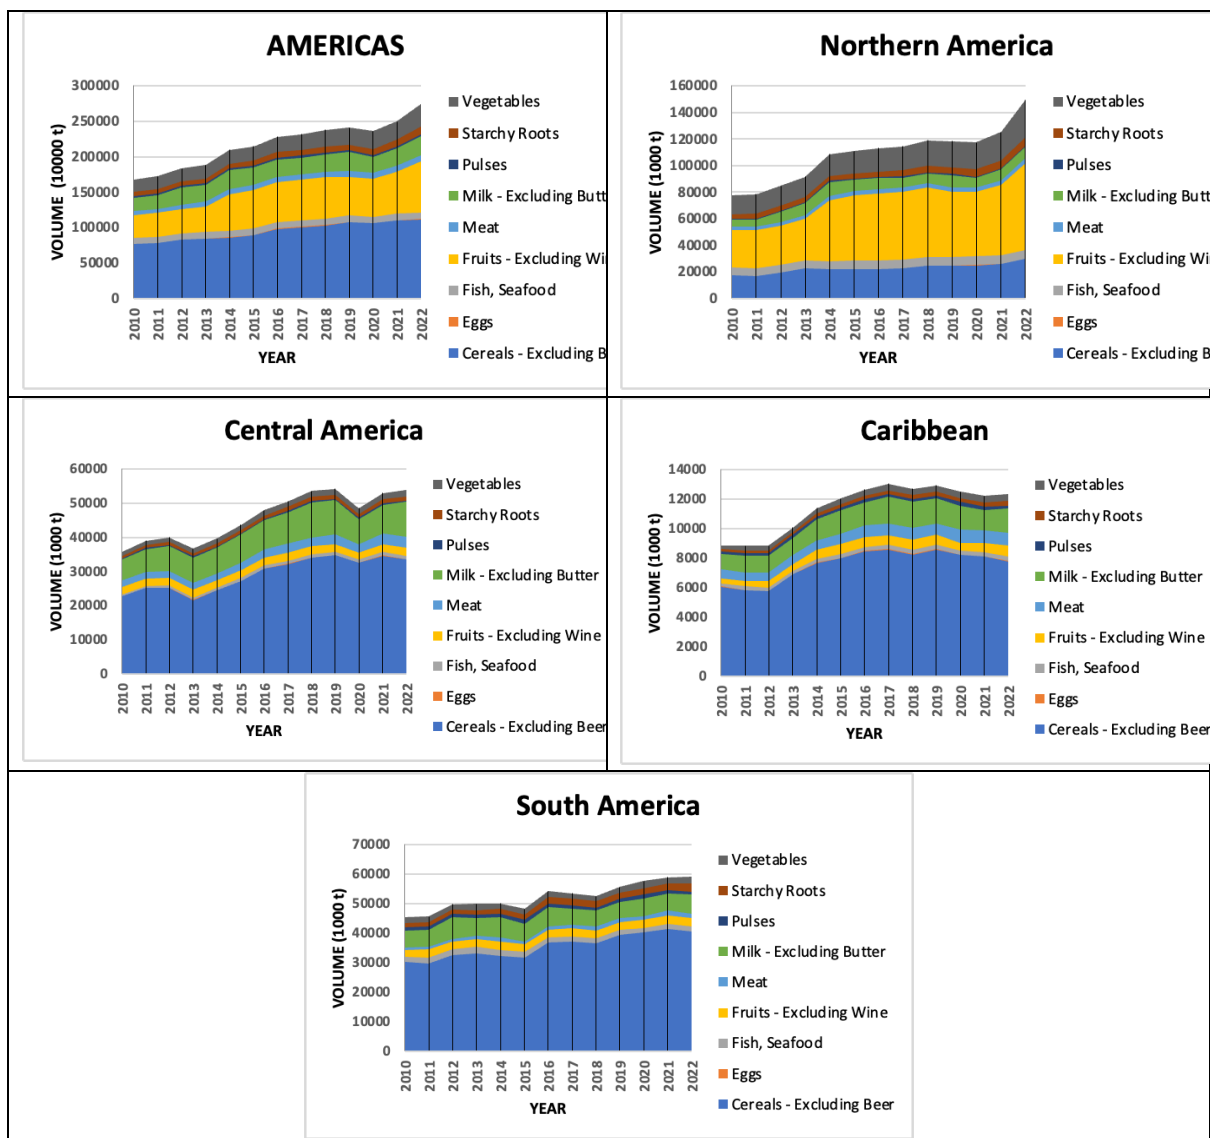 AMERICAS
VOLUME (10000 t)
300000
250000
200000
150000
100000
50000
0
2010 2011 2012 2013 2014 2015 2016 2017 2018 2019 2020 2021 2022
YEAR
Vegetables
Starchy Roots
Pulses
Milk - Excluding Butt
Meat
Fruits - Excluding Wi
Fish, Seafood
Eggs
Cereals - Excluding B
Northern America
VOLUME (1000 t)
160000
140000
120000
100000
80000
60000
40000
20000
0
2010 2011 2012 2013 2014 2015 2016 2017 2018 2019 2020 2021 2022
YEAR
Vegetables
Starchy Roots
Pulses
Milk - Excluding B
Meat
Fruits - Excluding Wi
Fish, Seafood
Eggs
Cereals - Excluding B
Central America
VOLUME (1000 t)
60000
50000
40000
30000
20000
10000
0
2010 2011 2012 2013 2014 2015 2016 2017 2018 2019 2020 2021 2022
YEAR
Vegetables
Starchy Roots
Pulses
Milk - Excluding Butter
Meat
Fruits - Excluding Wine
Fish, Seafood
Eggs
Cereals - Excluding Beer
Caribbean
VOLUME (1000 t)
14000
12000
10000
8000
6000
4000
2000
0
2010 2011 2012 2013 2014 2015 2016 2017 2018 2019 2020 2021 2022
YEAR
Vegetables
Starchy Roots
Pulses
Milk - Excluding Butter
Meat
Fruits - Excluding Wine
Fish, Seafood
Eggs
Cereals - Excluding Beer
South America
VOLUME (1000 t)
70000
60000
50000
40000
30000
20000
10000
0
2010 2011 2012 2013 2014 2015 2016 2017 2018 2019 2020 2021 2022
YEAR
Vegetables
Starchy Roots
Pulses
Milk - Excluding Butter
Meat
Fruits - Excluding Wine
Fish, Seafood
Eggs
Cereals - Excluding Beer